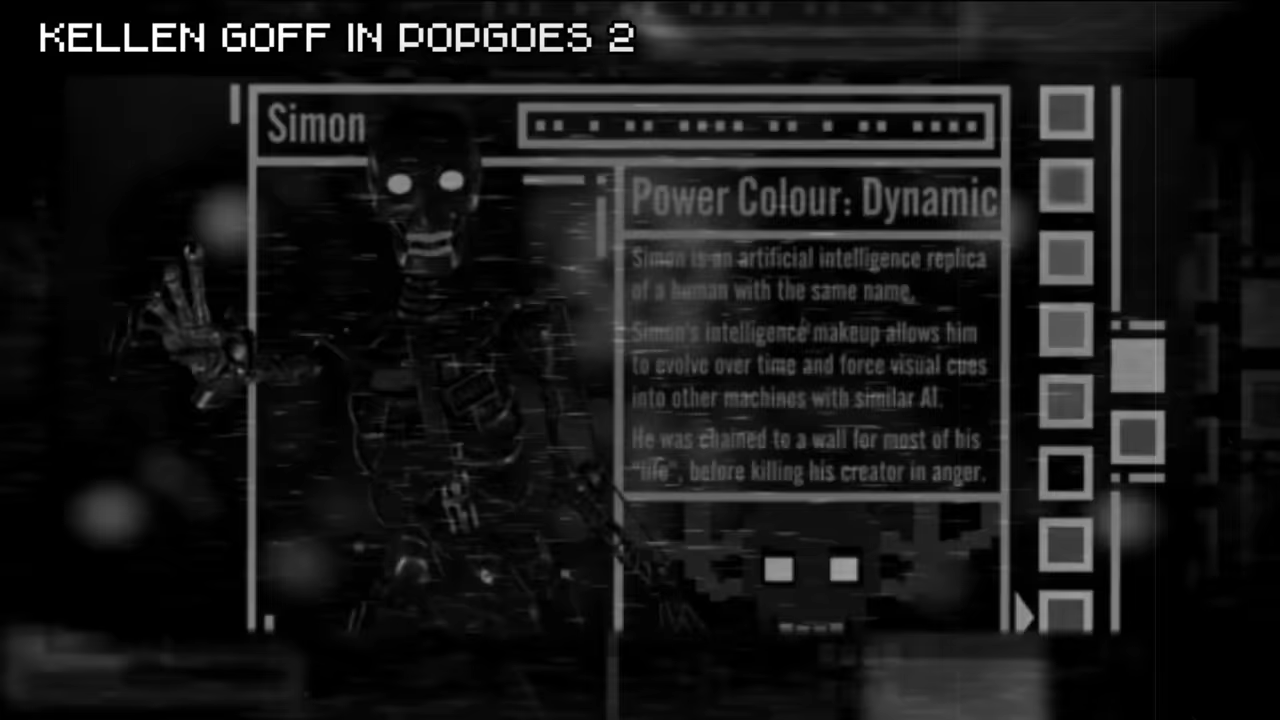 KELLEN GOFF IN POPGOES 2
Simon
Power Colour: Dynamic
Simon is an artificial intelligence replica
of a human with the same name.
Simon's intelligence makeup allows him
to evolve over time and force visual cues
into other machines with similar AI.
He was chained to a wall for most of his
"life", before killing his creator in anger.